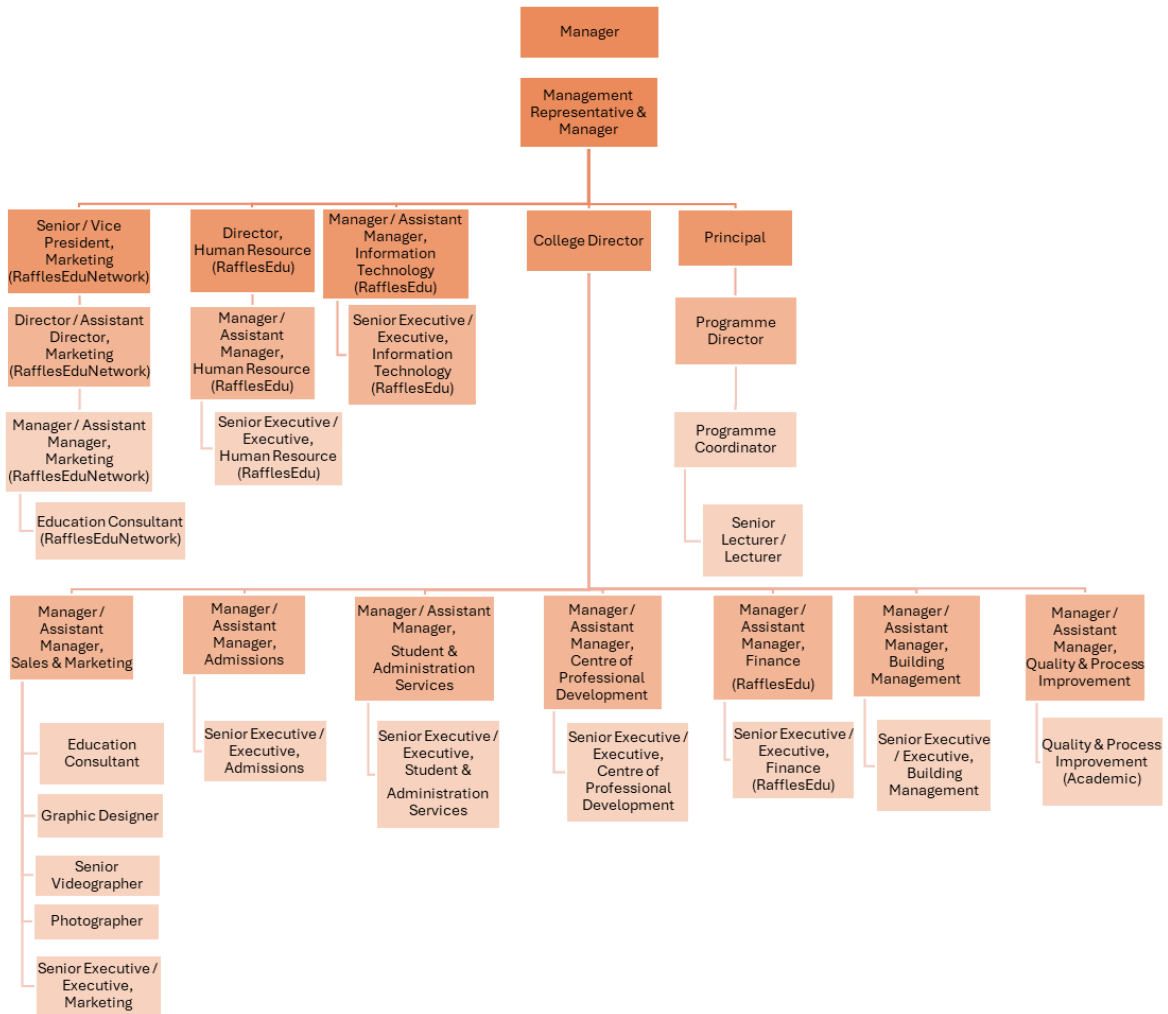 Manager
Management
Representative &
Manager
Senior / Vice
President,
Marketing
(RafflesEduNetwork)
Director,
Human Resource
(RafflesEdu)
Manager / Assistant
Manager,
Information
Technology
(RafflesEdu)
College Director
Principal
Director / Assistant
Director,
Marketing
(RafflesEduNetwork)
Manager /
Assistant
Manager,
Human Resource
(RafflesEdu)
Senior Executive /
Executive,
Information
Technology
(RafflesEdu)
Programme
Director
Manager / Assistant
Manager,
Marketing
(RafflesEduNetwork)
Senior Executive /
Executive,
Human Resource
(RafflesEdu)
Programme
Coordinator
Education Consultant
(RafflesEduNetwork)
Senior
Lecturer /
Lecturer
Manager /
Assistant
Manager,
Sales & Marketing
Manager /
Assistant
Manager,
Admissions
Manager / Assistant
Manager,
Student &
Administration
Services
Manager /
Assistant
Manager,
Centre of
Professional
Development
Manager /
Assistant
Manager,
Finance
(RafflesEdu)
Manager /
Assistant
Manager,
Building
Management
Manager /
Assistant
Manager,
Quality & Process
Improvement
Education
Consultant
Graphic Designer
Senior
Videographer
Photographer
Senior Executive /
Executive,
Marketing
Senior Executive /
Executive,
Admissions
Senior Executive /
Executive,
Student &
Administration
Services
Senior Executive /
Executive,
Centre of
Professional
Development
Senior Executive /
Executive,
Finance
(RafflesEdu)
Senior Executive
/ Executive,
Building
Management
Quality & Process
Improvement
(Academic)